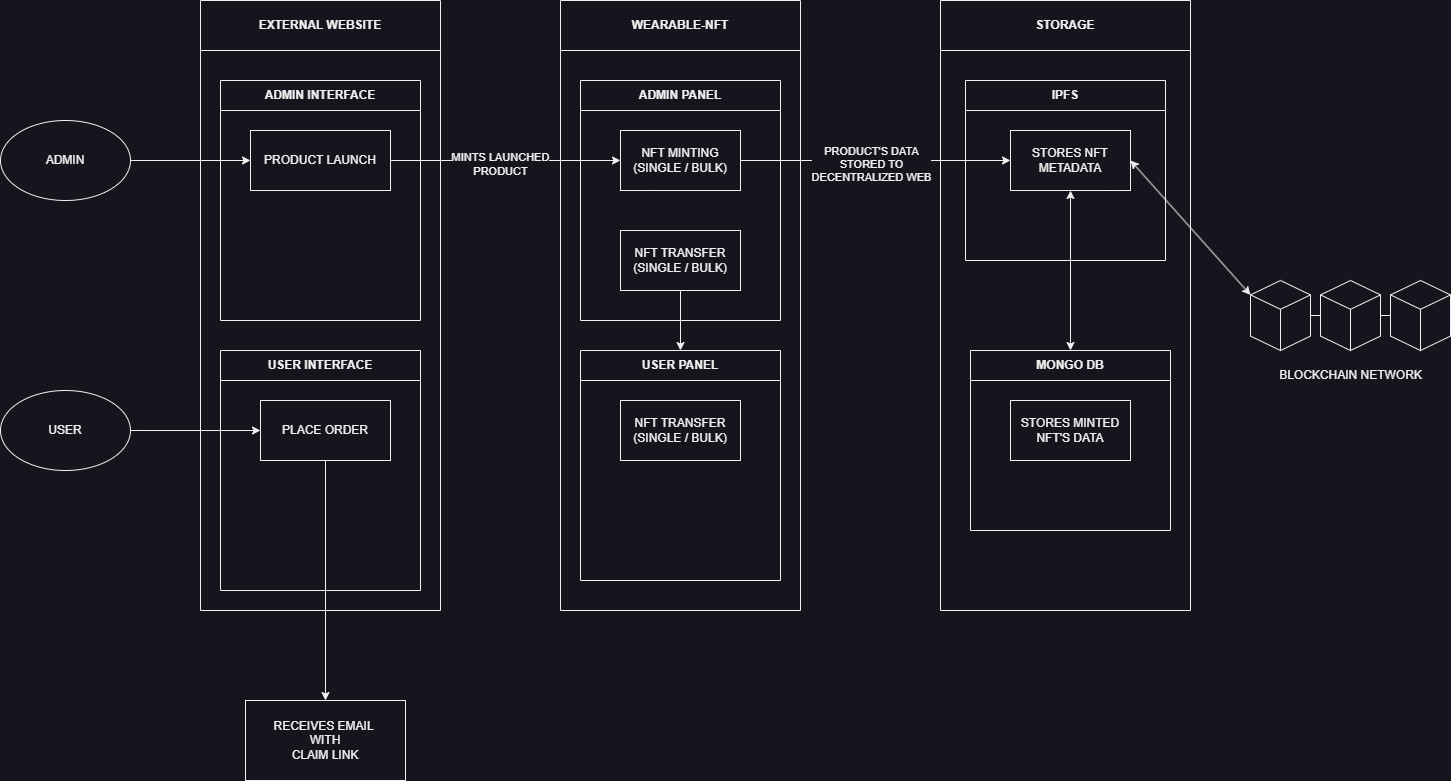 EXTERNAL WEBSITE
WEARABLE-NFT
STORAGE
ADMIN INTERFACE
ADMIN PANEL
IPFS
ADMIN
PRODUCT LAUNCH
MINTS LAUNCHED
PRODUCT
NFT MINTING
(SINGLE / BULK)
PRODUCT'S DATA
STORED TO
DECENTRALIZED WEB
STORES NFT
METADATA
NFT TRANSFER
(SINGLE / BULK)
USER INTERFACE
USER PANEL
MONGO DB
BLOCKCHAIN NETWORK
USER
PLACE ORDER
NFT TRANSFER
(SINGLE / BULK)
STORES MINTED
NFT'S DATA
RECEIVES EMAIL
WITH
CLAIM LINK